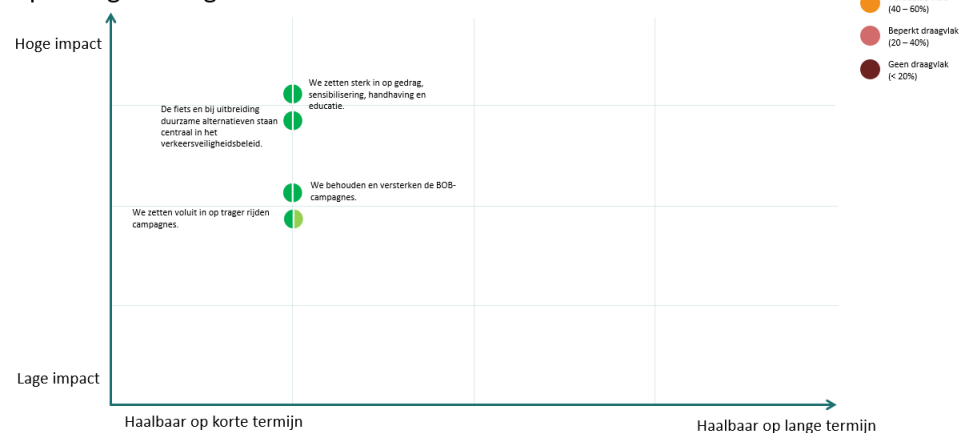 (40 – 60%)
Beperkt draagvlak
(20 – 40%)
Geen draagvlak
(< 20%)
Hoge impact
We zetten sterk in op gedrag,
sensibilisering, handhaving en
educatie.
De fiets en bij uitbreiding
duurzame alternatieven staan
centraal in het
verkeersveiligheidsbeleid.
We behouden en versterken de BOB-
campagnes.
We zetten voluit in op trager rijden
campagnes.
Lage impact
Haalbaar op korte termijn
Haalbaar op lange termijn